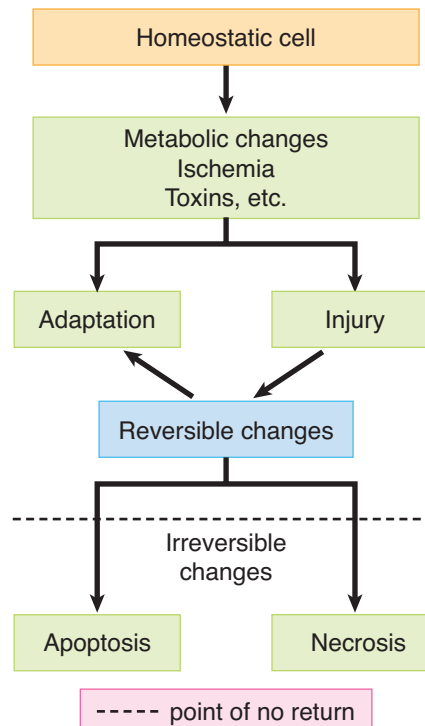 Homeostatic cell
Metabolic changes
Ischemia
Toxins, etc.
Adaptation
Injury
Reversible changes
Irreversible
changes
Apoptosis
Necrosis
point of no return